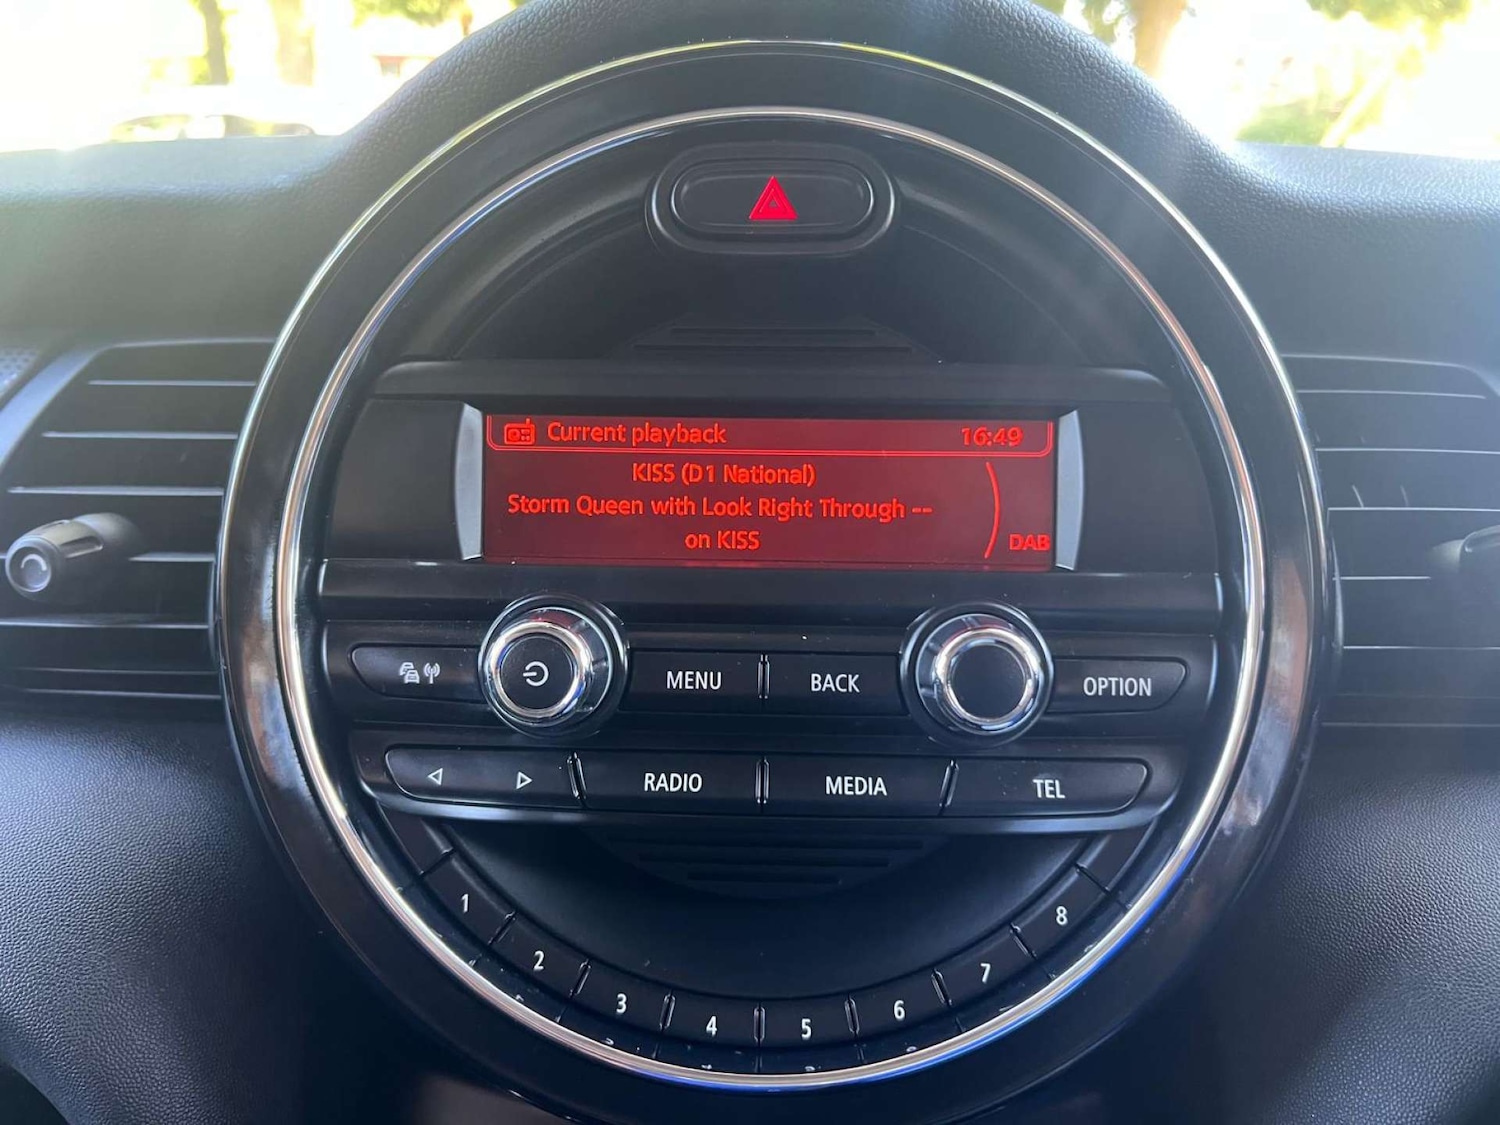 Current playback 16:49
KISS (D1 National)
Storm Queen with Look Right Through --
on KISS
DAB
MENU
BACK
OPTION
RADIO
MEDIA
TEL
1
2
3
4
5
6
7
8